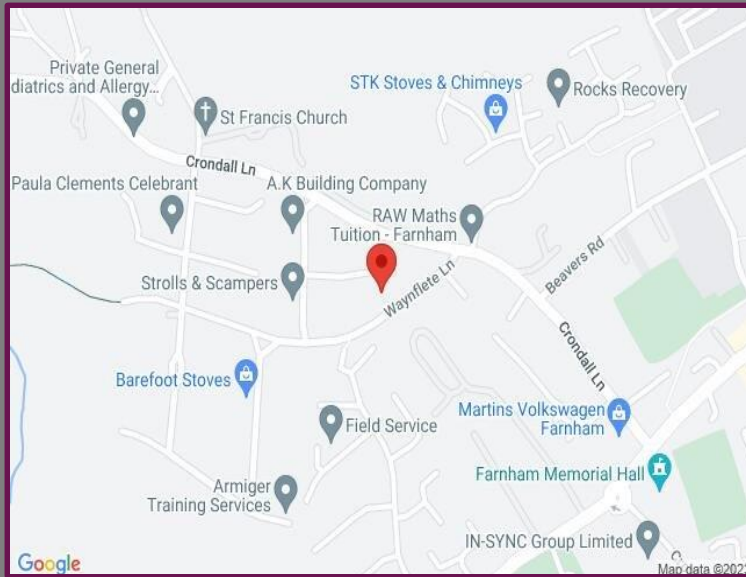 Private General
diatrics and Allergy...
St Francis Church
STK Stoves & Chimneys
Rocks Recovery
Crondall Ln
Paula Clements Celebrant
A.K Building Company
RAW Maths
Tuition - Farnham
Strolls & Scampers
Waynflete Ln
Beavers Rd
Crondall Ln
Barefoot Stoves
Field Service
Martins Volkswagen
Farnham
Farnham Memorial Hall
Armiger
Training Services
IN-SYNC Group Limited
Google
Map data ©202